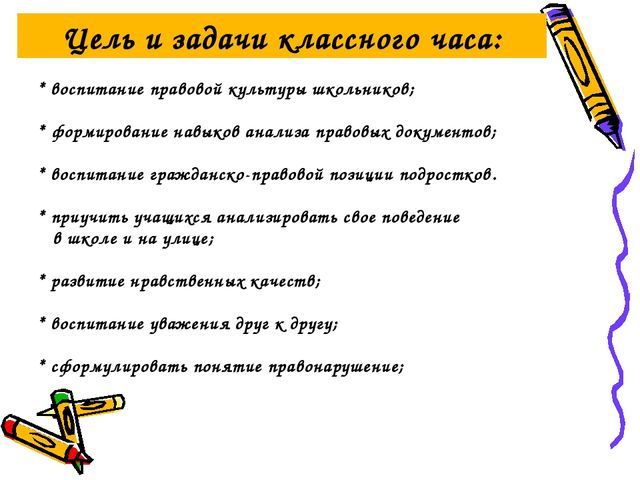 Цель и задачи классного часа:
* воспитание правовой культуры школьников;
* формирование навыков анализа правовых документов;
* воспитание гражданско-правовой позиции подростков.
* приучить учащихся анализировать свое поведение
в школе и на улице;
* развитие нравственных качеств;
* воспитание уважения друг к другу;
* сформулировать понятие правонарушение;